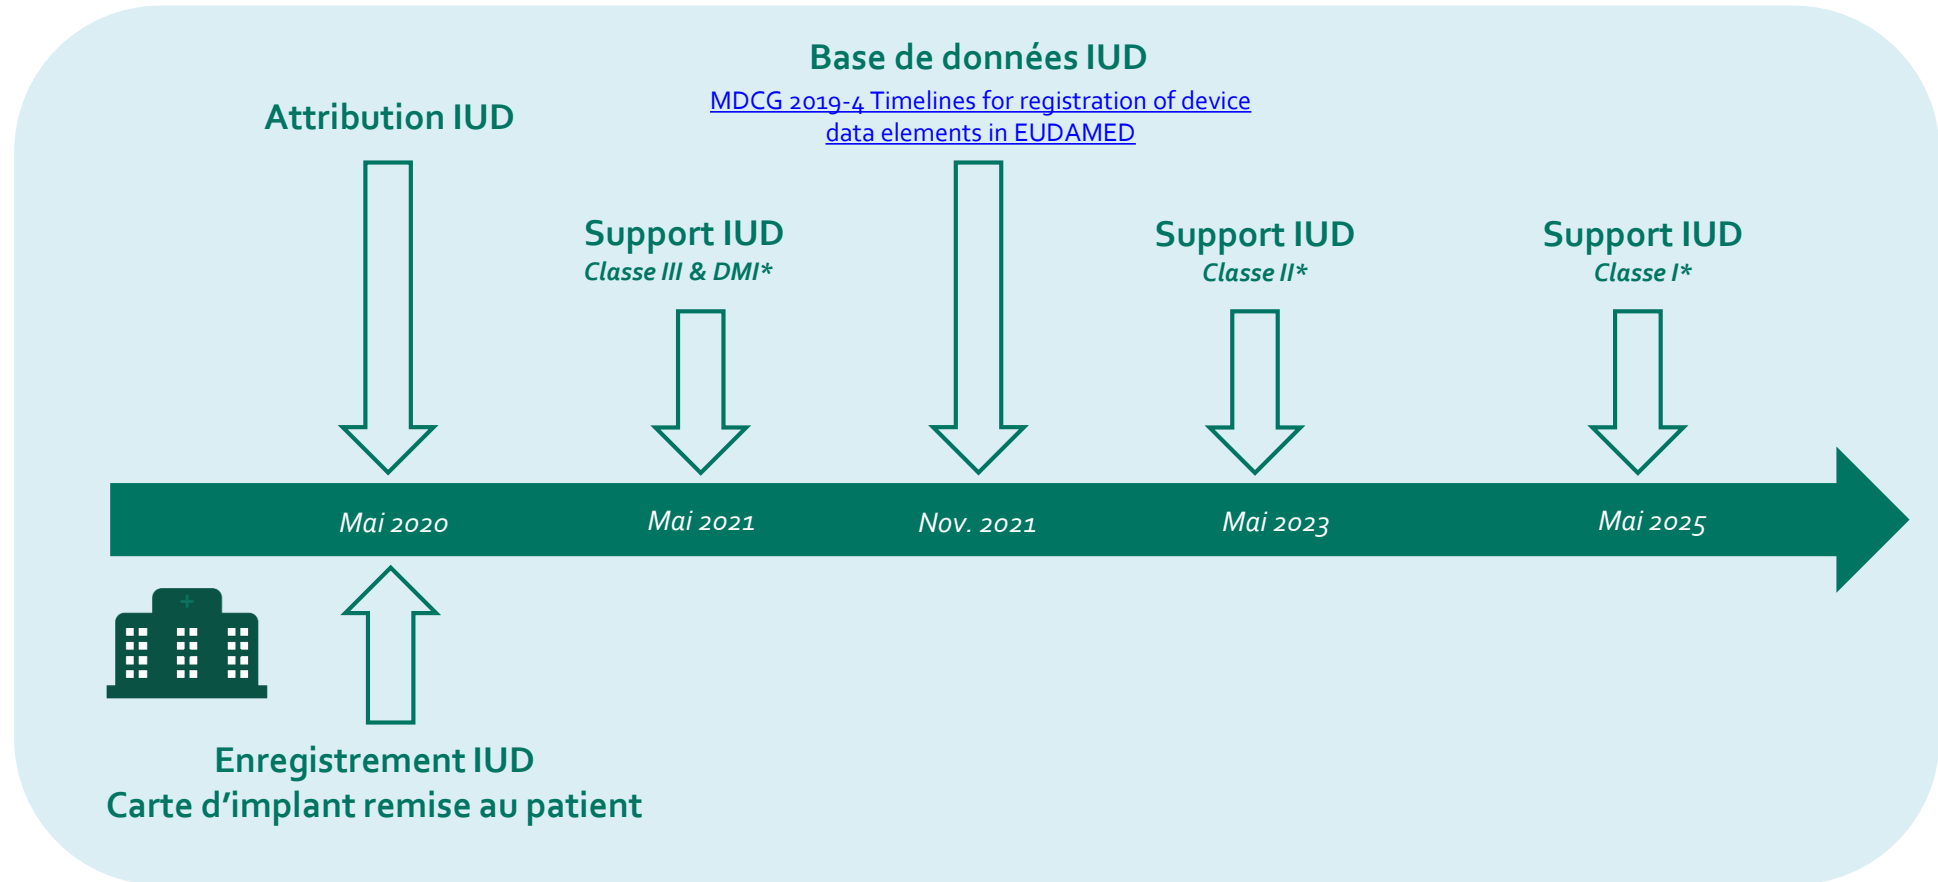 Base de données IUD
MDCG 2019-4 Timelines for registration of device
data elements in EUDAMED
Attribution IUD
Support IUD
Classe III & DMI*
Support IUD
Classe II*
Support IUD
Classe I*
Mai 2020
Mai 2021
Nov. 2021
Mai 2023
Mai 2025
Enregistrement IUD
Carte d’implant remise au patient